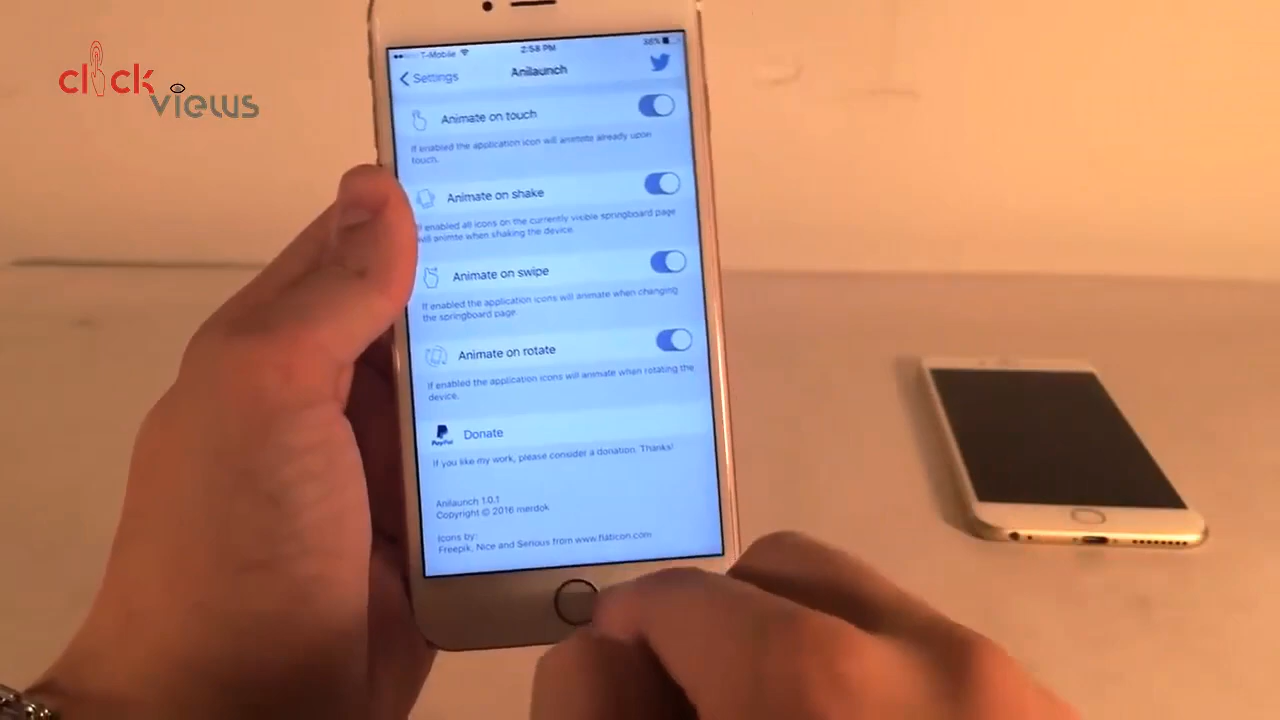 click
views
T-Mobile
2:58 PM
36%
Settings
Anilaunch
Animate on touch
If enabled the application icon will animate already upon
touch.
Animate on shake
If enabled all icons on the currently visible springboard page
will animte when shaking the device.
Animate on swipe
If enabled the application icons will animate when changing
the springboard page.
Animate on rotate
If enabled the application icons will animate when rotating the
device.
PayPal
Donate
If you like my work, please consider a donation. Thanks!
Anilaunch 1.0.1
Copyright © 2016 merdok
Icons by:
Freepik, Nice and Serious from www.flaticon.com